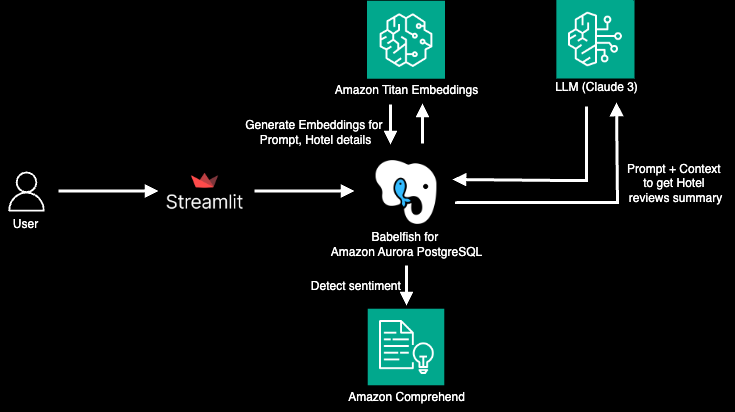 Amazon Titan Embeddings
LLM (Claude 3)
Generate Embeddings for
Prompt, Hotel details
Prompt + Context
to get Hotel
reviews summary
Streamlit
User
Babelfish for
Amazon Aurora PostgreSQL
Detect sentiment
Amazon Comprehend